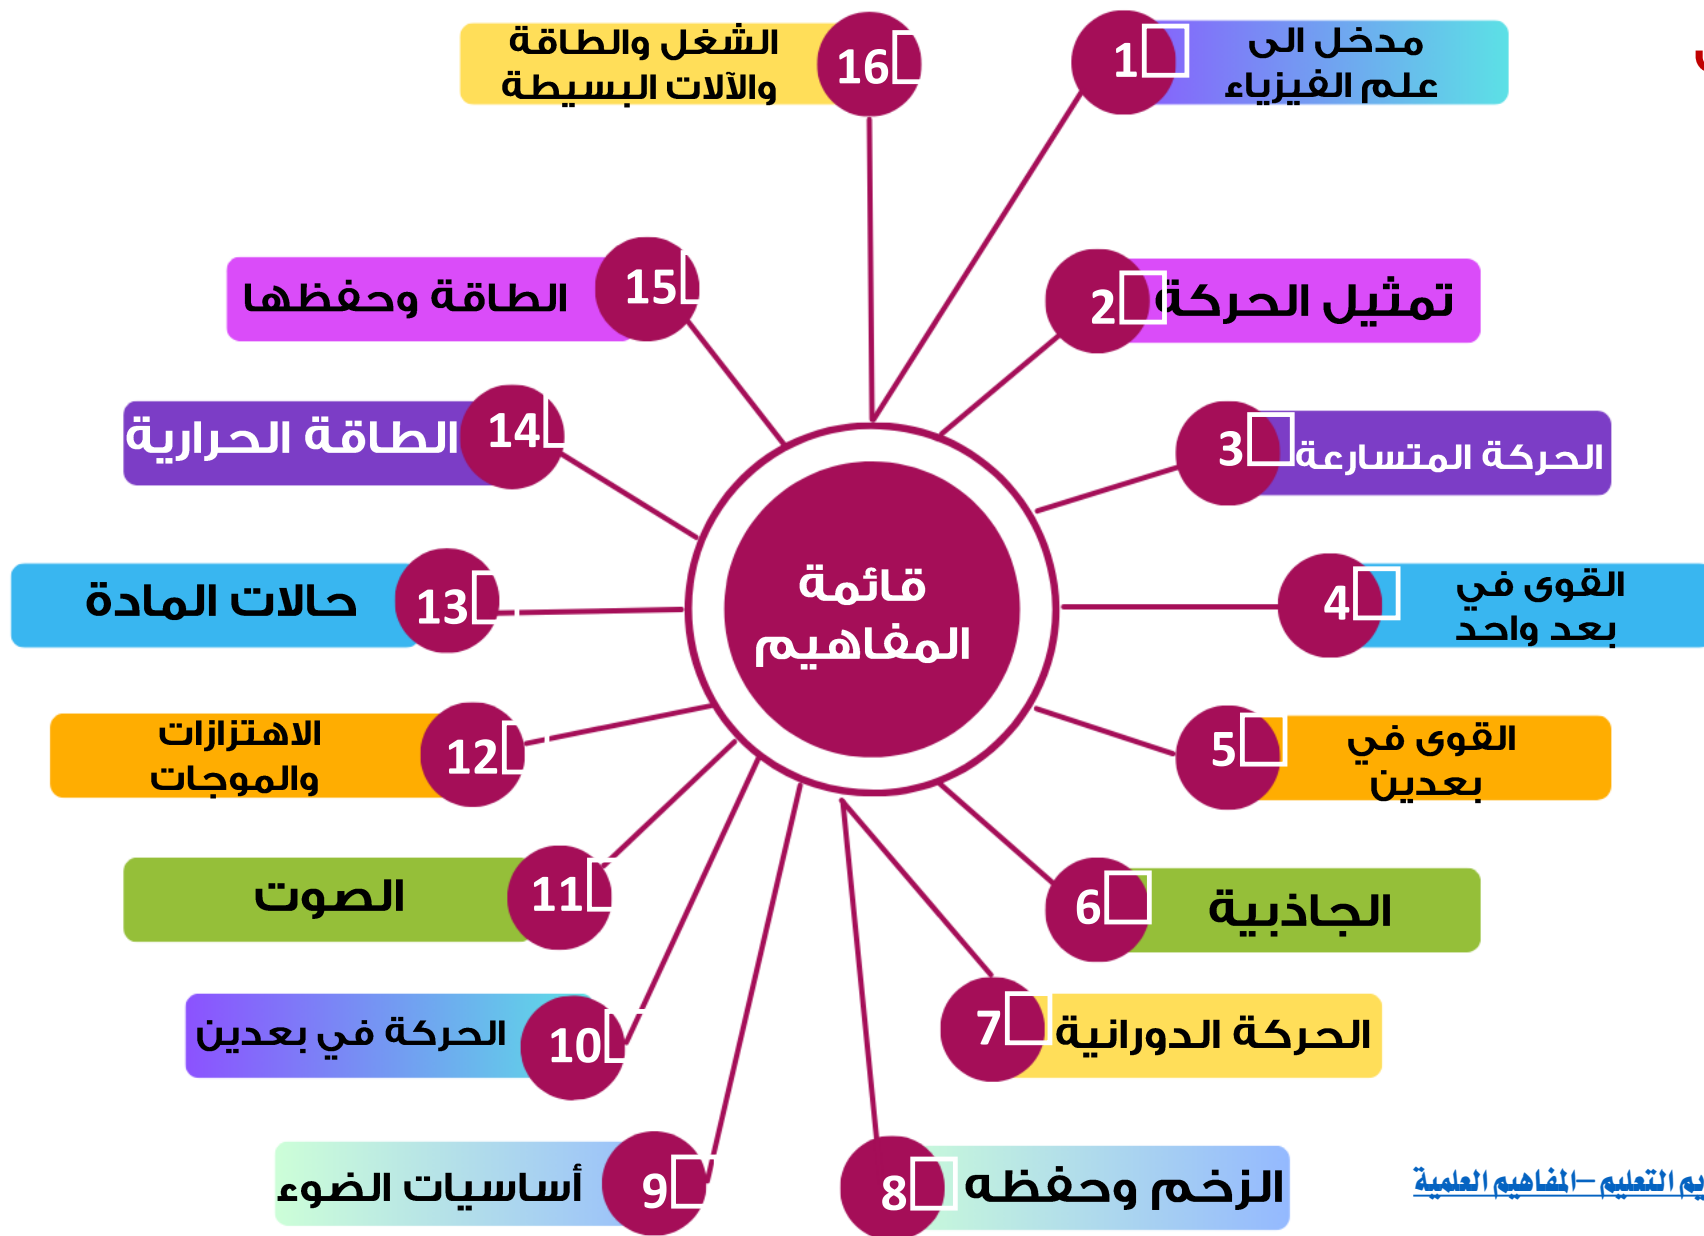 قائمة
المفاهيم
1
مدخل الى
علم الفيزياء
2
تمثيل الحركة
3
الحركة المتسارعة
4
القوى في
بعد واحد
5
القوى في
بعدين
6
الجاذبية
7
الحركة الدورانية
8
الزخم وحفظه
9
أساسيات الضوء
10
الحركة في بعدين
11
الصوت
12
الاهتزازات
والموجات
13
حالات المادة
14
الطاقة الحرارية
15
الطاقة وحفظها
16
الشغل والطاقة
والآلات البسيطة
التعليم –المفاهيم العلمية